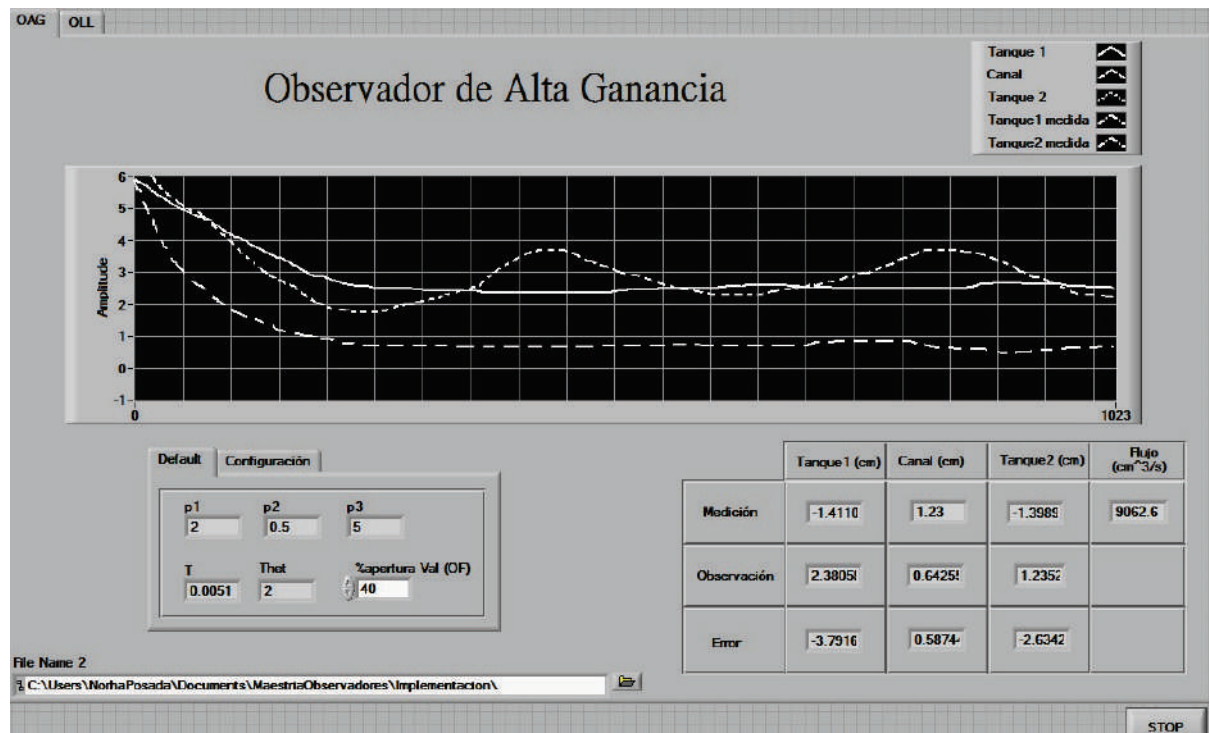 OAG OLL
Observador de Alta Ganancia
Tanque 1
Canal
Tanque 2
Tanque1 medida
Tanque2 medida
Amplitude
6
5
4
3
2
1
0
-1
0 1023
Default Configuración
p1 p2 p3
2 0.5 5
T Thet %apertura Val (OF)
0.0051 2 40
Tanque1 (cm) Canal (cm) Tanque2 (cm) Flujo (cm^3/s)
Medición -1.4110 1.23 -1.3989 9062.6
Observación 2.3805 0.6425 1.2352
Error -3.7916 0.5874 -2.6342
File Name 2
C:\Users\NorhaPosada\Documents\MaestriaObservadores\Implementacion\
STOP